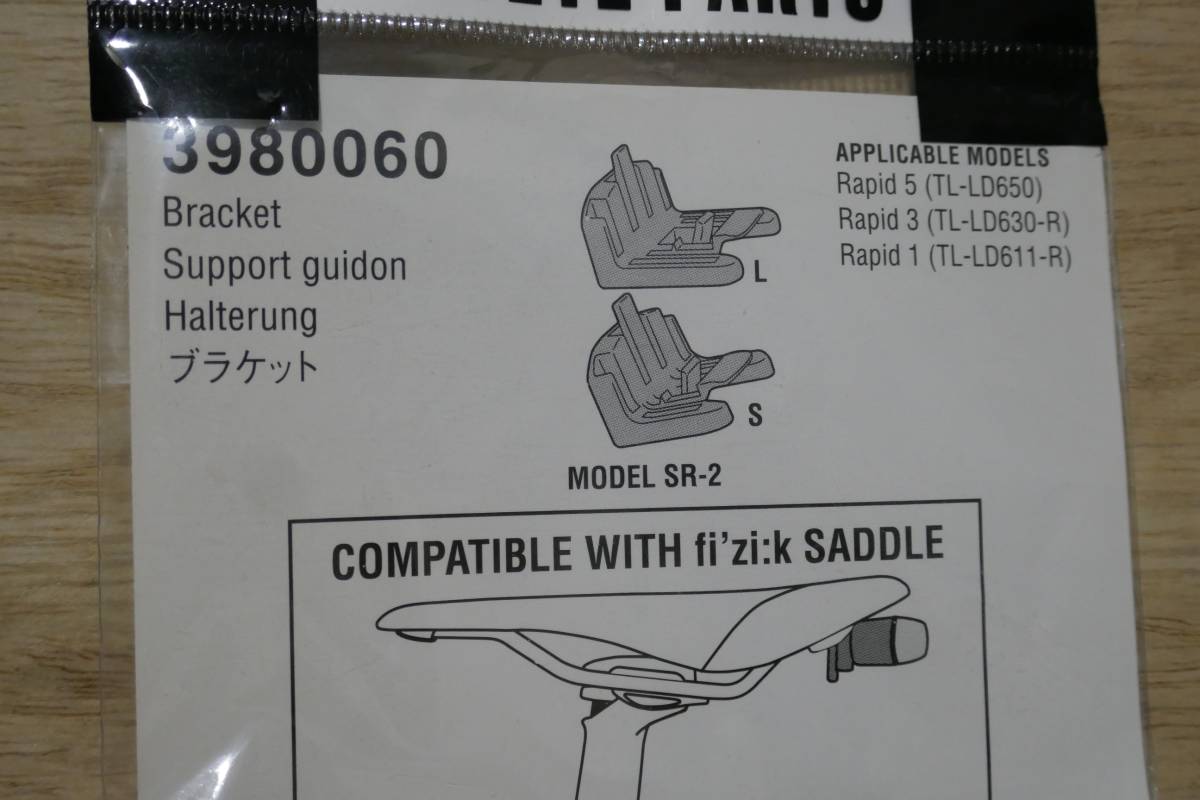 PARTS
3980060
Bracket
Support guidon
Halterung
ブラケット
L
S
MODEL SR-2
APPLICABLE MODELS
Rapid 5 (TL-LD650)
Rapid 3 (TL-LD630-R)
Rapid 1 (TL-LD611-R)
COMPATIBLE WITH fi'zi:k SADDLE